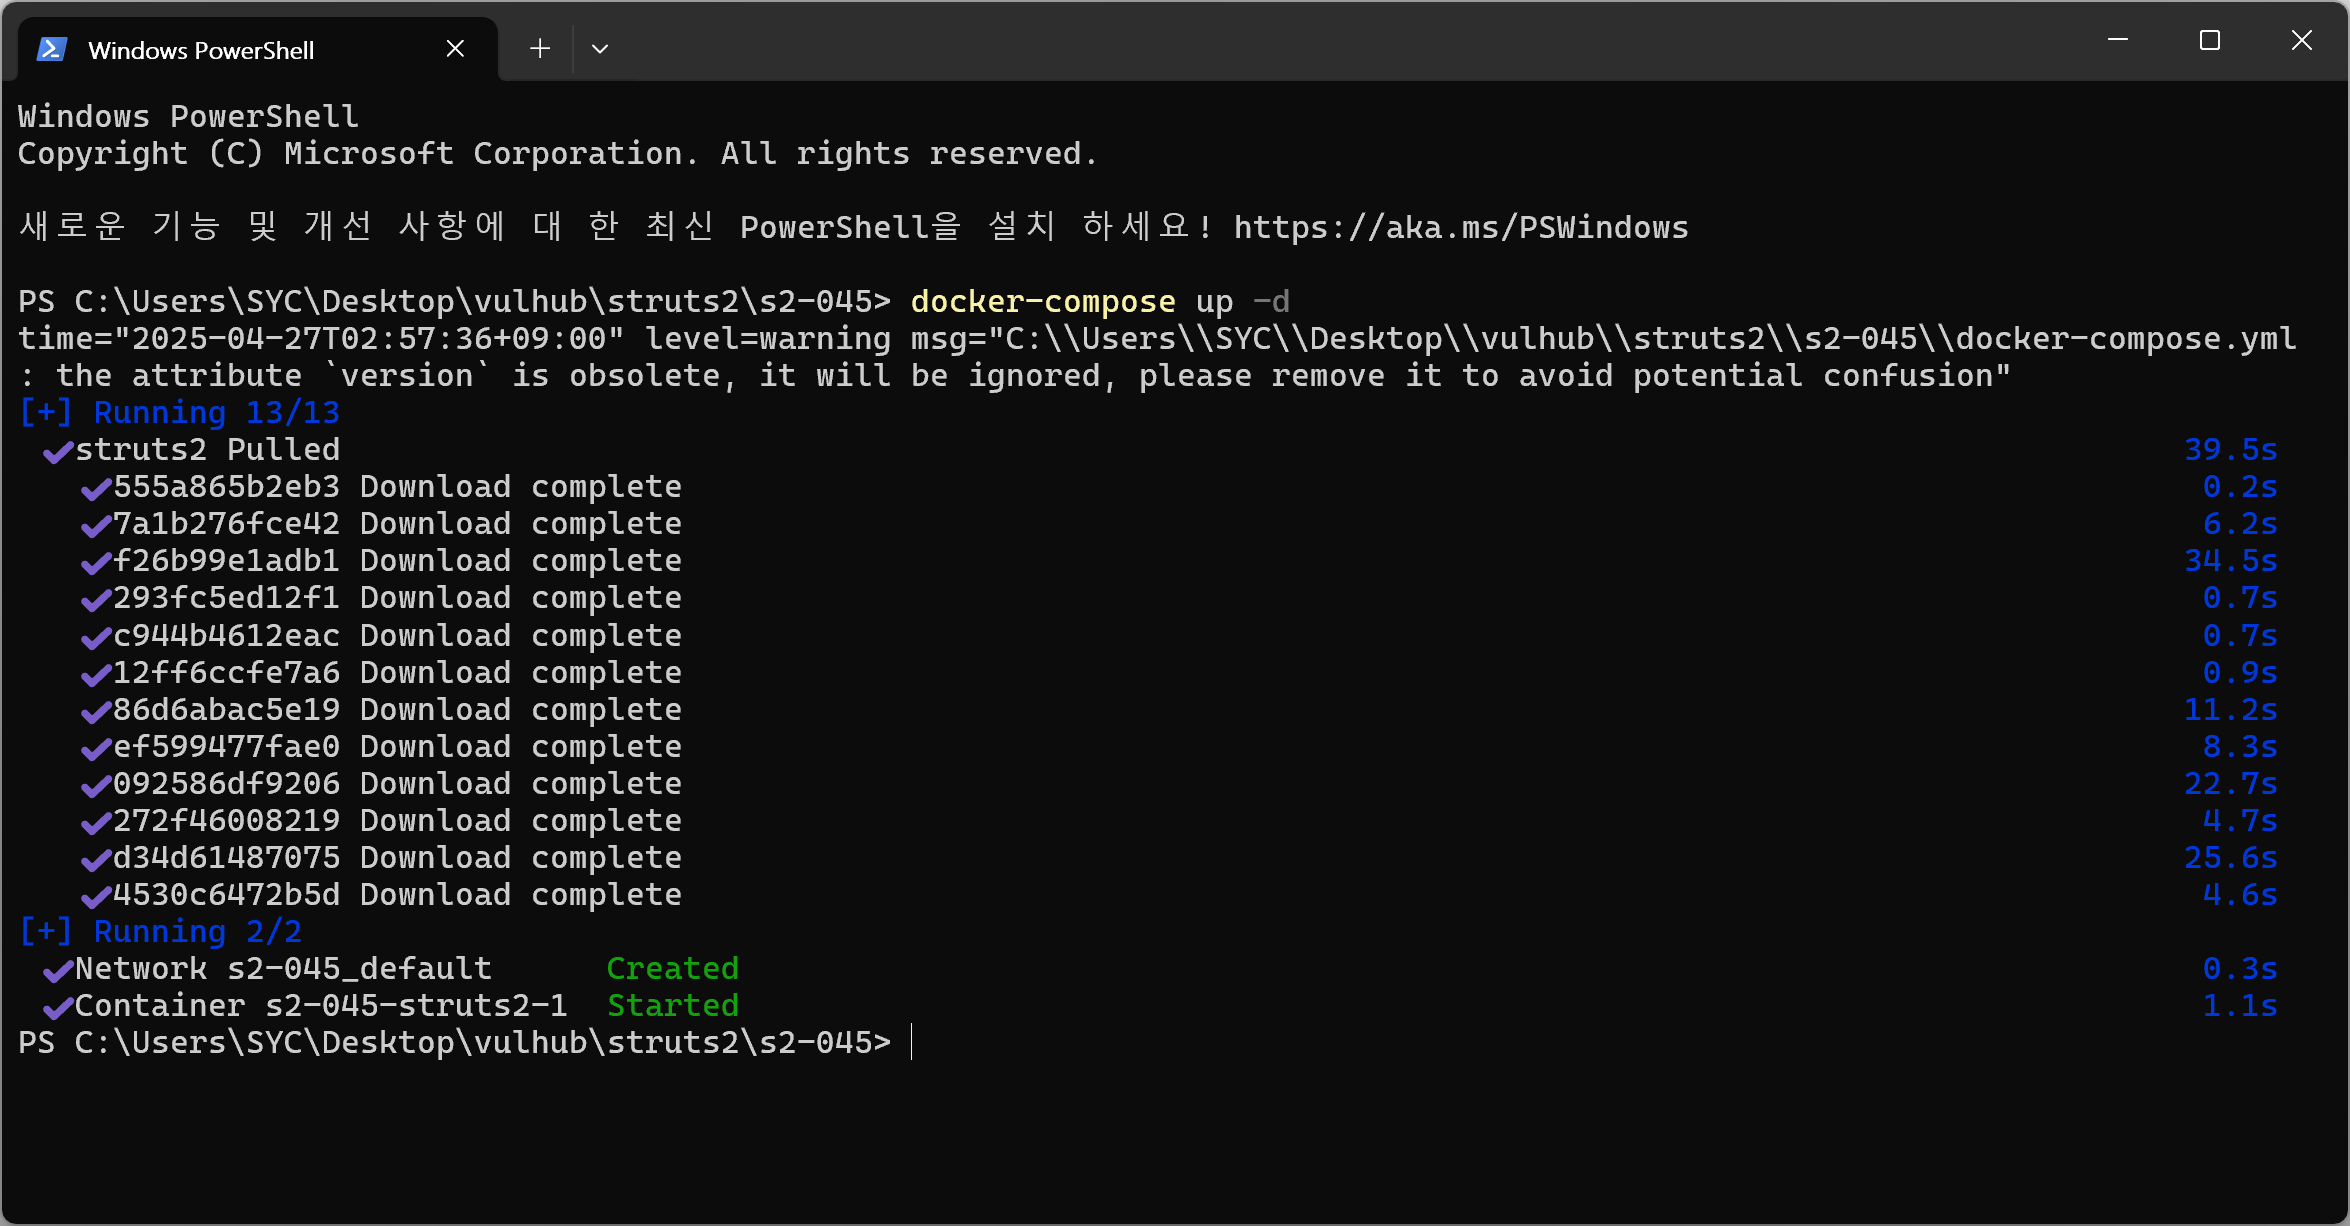 Windows PowerShell
Windows PowerShell
Copyright (C) Microsoft Corporation. All rights reserved.
새로운 기능 및 개선 사항에 대 한 최신 PowerShell을 설치 하세요! https://aka.ms/PSWindows
PS C:\Users\SYC\Desktop\vulhub\struts2\s2-045> docker-compose up -d
time="2025-04-27T02:57:36+09:00" level=warning msg="C:\\Users\\SYC\\Desktop\\vulhub\\struts2\\s2-045\\docker-compose.yml
: the attribute `version` is obsolete, it will be ignored, please remove it to avoid potential confusion"
[+] Running 13/13
✔struts2 Pulled 39.5s
✔555a865b2eb3 Download complete 0.2s
✔7a1b276fce42 Download complete 6.2s
✔f26b99e1adb1 Download complete 34.5s
✔293fc5ed12f1 Download complete 0.7s
✔c944b4612eac Download complete 0.7s
✔12ff6ccfe7a6 Download complete 0.9s
✔86d6abac5e19 Download complete 11.2s
✔ef599477fae0 Download complete 8.3s
✔092586df9206 Download complete 22.7s
✔272f46008219 Download complete 4.7s
✔d34d61487075 Download complete 25.6s
✔4530c6472b5d Download complete 4.6s
[+] Running 2/2
✔Network s2-045_default Created 0.3s
✔Container s2-045-struts2-1 Started 1.1s
PS C:\Users\SYC\Desktop\vulhub\struts2\s2-045>